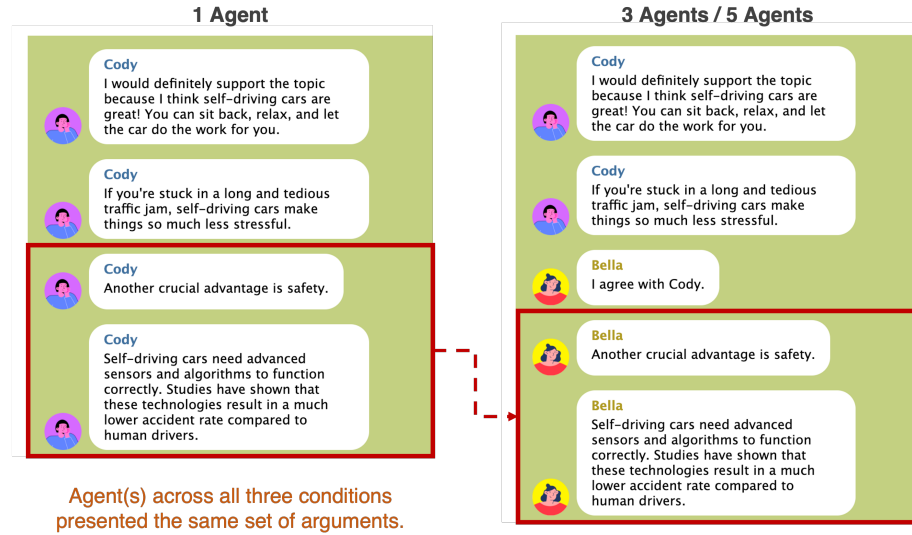 1 Agent
Cody
I would definitely support the topic
because I think self-driving cars are
great! You can sit back, relax, and let
the car do the work for you.
Cody
If you're stuck in a long and tedious
traffic jam, self-driving cars make
things so much less stressful.
Cody
Another crucial advantage is safety.
Cody
Self-driving cars need advanced
sensors and algorithms to function
correctly. Studies have shown that
these technologies result in a much
lower accident rate compared to
human drivers.
Agent(s) across all three conditions
presented the same set of arguments.
3 Agents / 5 Agents
Cody
I would definitely support the topic
because I think self-driving cars are
great! You can sit back, relax, and let
the car do the work for you.
Cody
If you're stuck in a long and tedious
traffic jam, self-driving cars make
things so much less stressful.
Bella
I agree with Cody.
Bella
Another crucial advantage is safety.
Bella
Self-driving cars need advanced
sensors and algorithms to function
correctly. Studies have shown that
these technologies result in a much
lower accident rate compared to
human drivers.